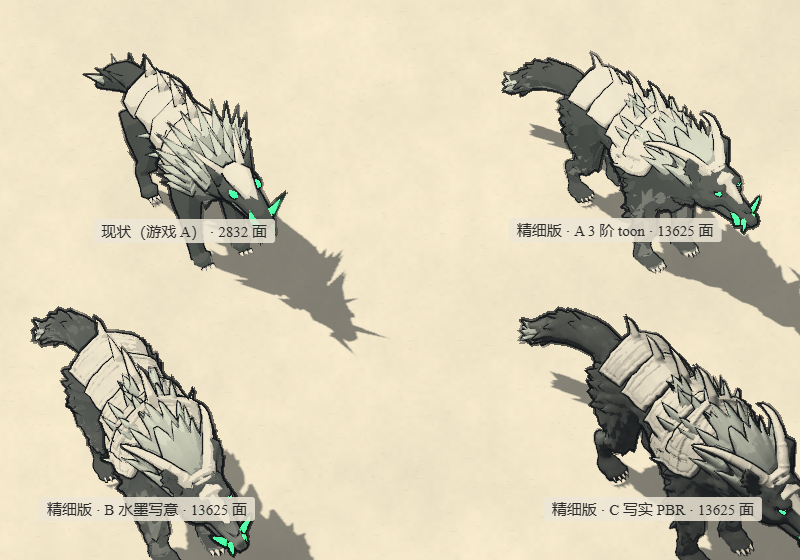 现状（游戏 A） · 2832 面
精细版 · A 3 阶 toon · 13625 面
精细版 · B 水墨写意 · 13625 面
精细版 · C 写实 PBR · 13625 面